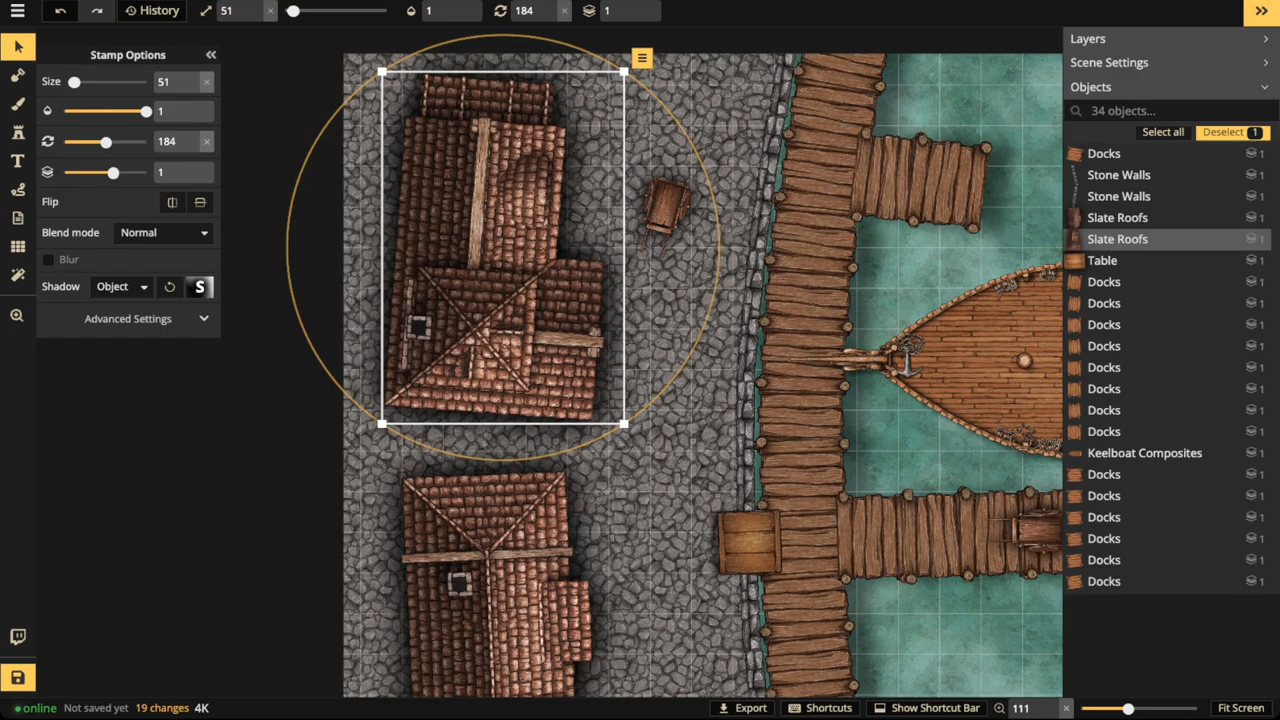 History
51
×
1
184
×
1
Stamp Options
Size
51
×
1
184
×
1
Flip
Blend mode
Normal
Blur
Shadow
Object
S
Advanced Settings
Layers
Scene Settings
Objects
34 objects...
Select all
Deselect 1
Docks 1
Stone Walls 1
Stone Walls 1
Slate Roofs 1
Slate Roofs 1
Table 1
Docks 1
Docks 1
Docks 1
Docks 1
Docks 1
Docks 1
Docks 1
Docks 1
Keelboat Composites 1
Docks 1
Docks 1
Docks 1
Docks 1
Docks 1
Docks 1
online Not saved yet 19 changes 4K
Export
Shortcuts
Show Shortcut Bar
111
×
Fit Screen